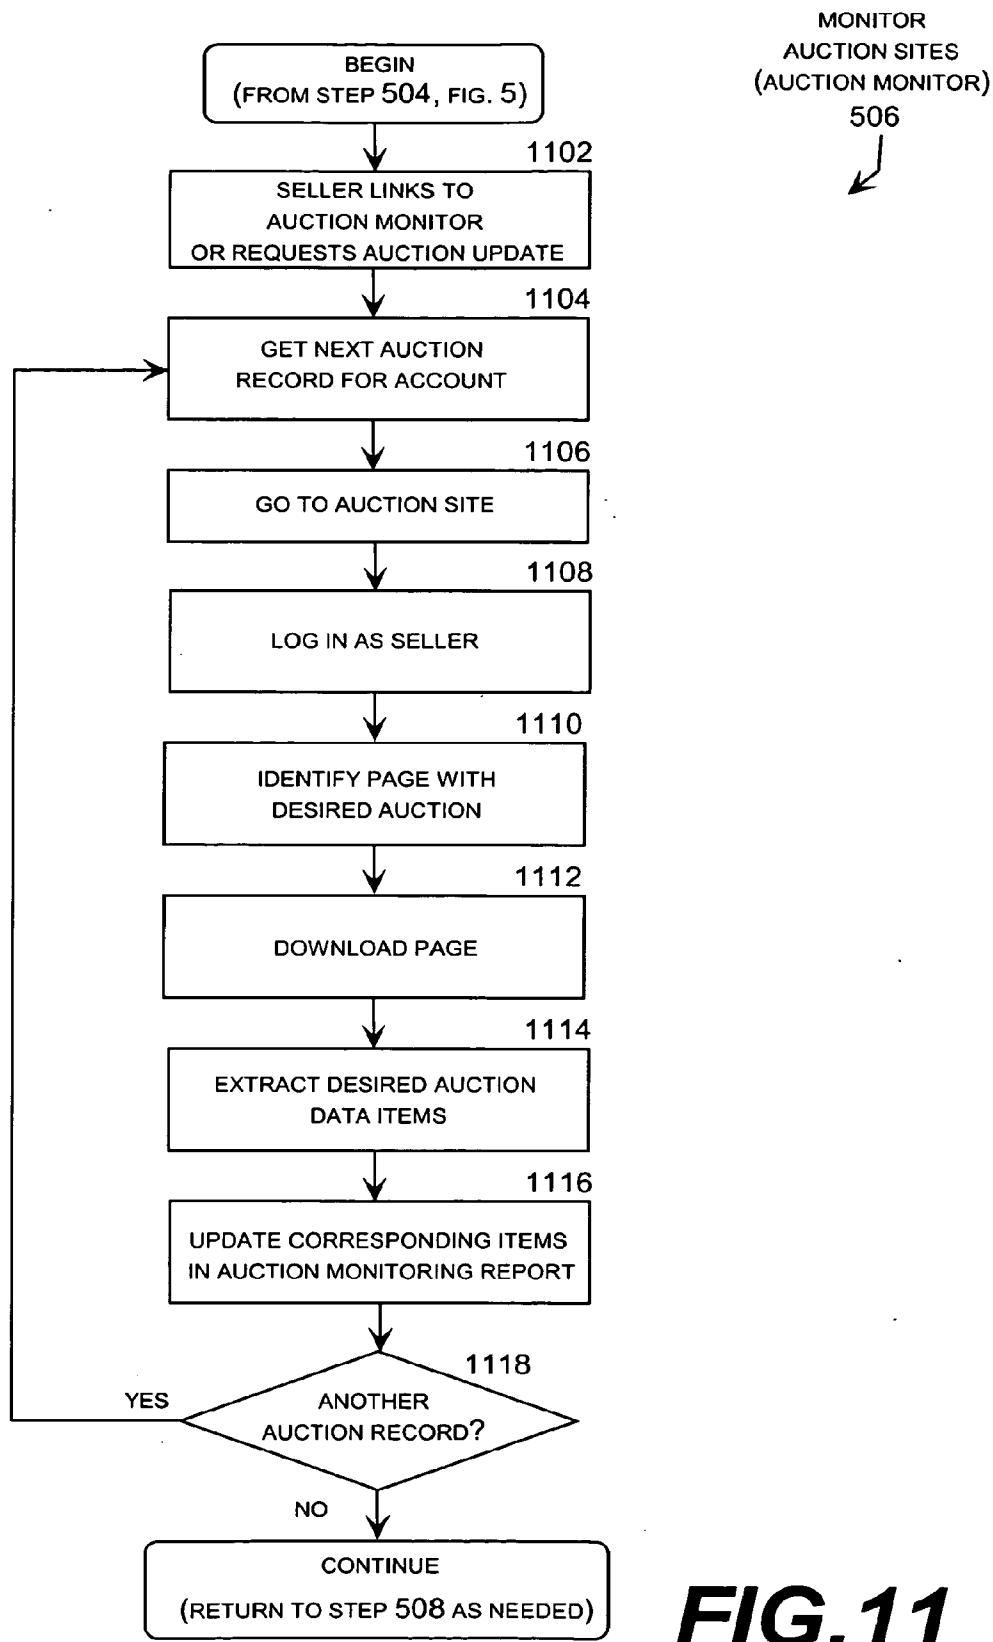 MONITOR
AUCTION SITES
(AUCTION MONITOR)
506
BEGIN
(FROM STEP 504, FIG. 5)
1102
SELLER LINKS TO
AUCTION MONITOR
OR REQUESTS AUCTION UPDATE
1104
GET NEXT AUCTION
RECORD FOR ACCOUNT
1106
GO TO AUCTION SITE
1108
LOG IN AS SELLER
1110
IDENTIFY PAGE WITH
DESIRED AUCTION
1112
DOWNLOAD PAGE
1114
EXTRACT DESIRED AUCTION
DATA ITEMS
1116
UPDATE CORRESPONDING ITEMS
IN AUCTION MONITORING REPORT
1118
YES
ANOTHER
AUCTION RECORD?
NO
CONTINUE
(RETURN TO STEP 508 AS NEEDED)
FIG.11